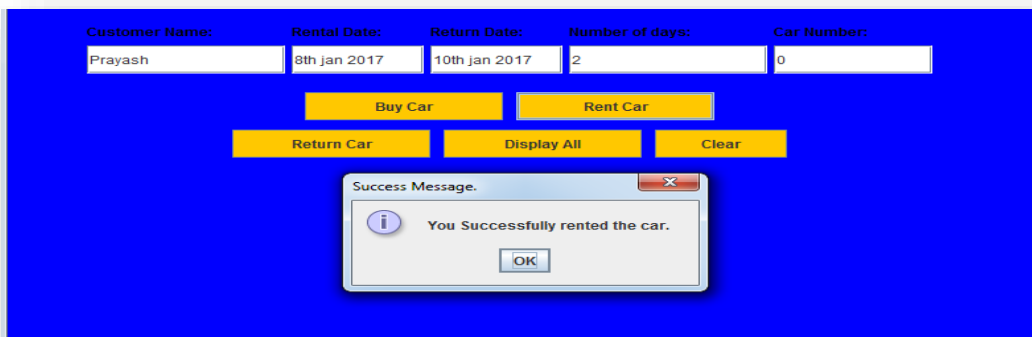 Customer Name: Rental Date: Return Date: Number of days: Car Number:
Prayash 8th jan 2017 10th jan 2017 2 0
Buy Car Rent Car
Return Car Display All Clear
Success Message.
You Successfully rented the car.
OK